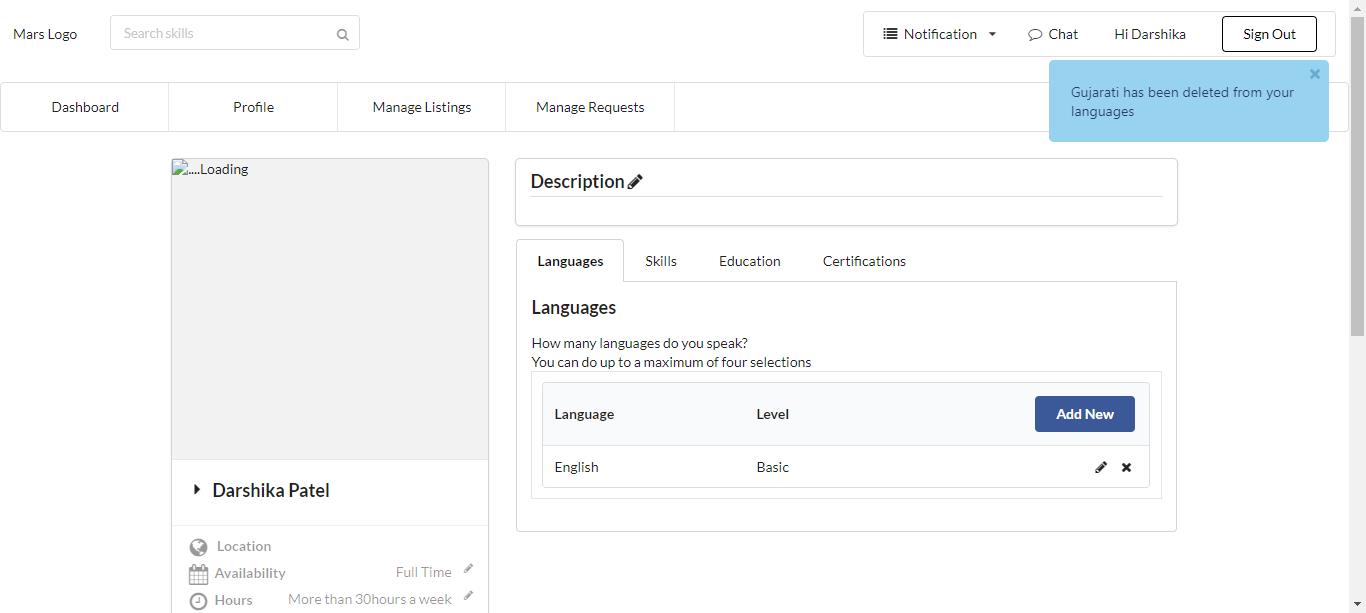 Mars Logo
Search skills
Notification
Chat
Hi Darshika
Sign Out
Gujarati has been deleted from your
languages
Dashboard
Profile
Manage Listings
Manage Requests
....Loading
Description
Languages
Skills
Education
Certifications
Languages
How many languages do you speak?
You can do up to a maximum of four selections
Language
Level
Add New
English
Basic
Darshika Patel
Location
Availability
Full Time
Hours
More than 30hours a week